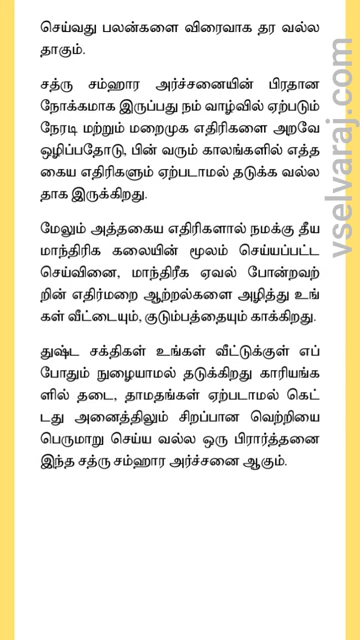 செய்வது பலன்களை விரைவாக தர வல்ல
தாகும்.
சத்ரு சம்ஹார அர்ச்சனையின் பிரதான
நோக்கமாக இருப்பது நம் வாழ்வில் ஏற்படும்
நேரடி மற்றும் மறைமுக எதிரிகளை அறவே
ஒழிப்பதோடு, பின் வரும் காலங்களில் எத்த
கைய எதிரிகளும் ஏற்படாமல் தடுக்க வல்ல
தாக இருக்கிறது.
மேலும் அத்தகைய எதிரிகளால் நமக்கு தீய
மாந்திரிக கலையின் மூலம் செய்யப்பட்ட
செய்வினை, மாந்திரீக ஏவல் போன்றவற்
றின் எதிர்மறை ஆற்றல்களை அழித்து உங்
கள் வீட்டையும், குடும்பத்தையும் காக்கிறது.
துஷ்ட சக்திகள் உங்கள் வீட்டுக்குள் எப்
போதும் நுழையாமல் தடுக்கிறது காரியங்க
ளில் தடை, தாமதங்கள் ஏற்படாமல் கெட்
டது அனைத்திலும் சிறப்பான வெற்றியை
பெருமாறு செய்ய வல்ல ஒரு பிரார்த்தனை
இந்த சத்ரு சம்ஹார அர்ச்சனை ஆகும்.
vselvaraj.com